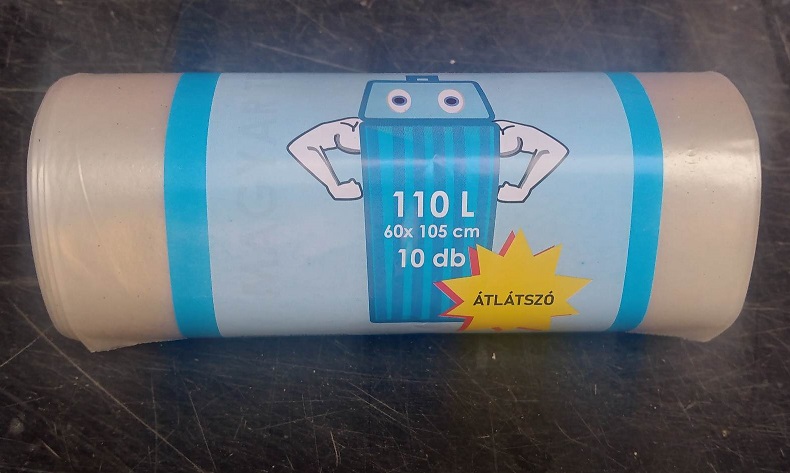 110 L
60x 105 cm
10 db
ÁTLÁTSZÓ